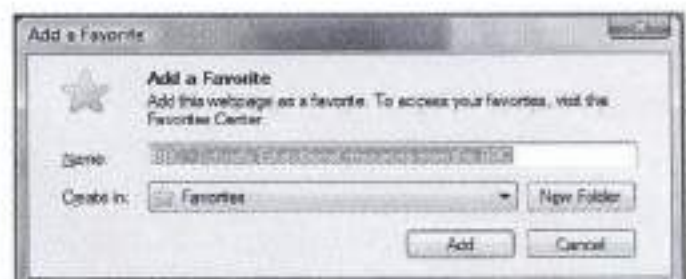 Add a Favorite
Add a Favorite
Add this webpage as a favorite. To access your favorites, visit the
Favorites Center
Name:
Create in: Favorites New Folder
Add Cancel